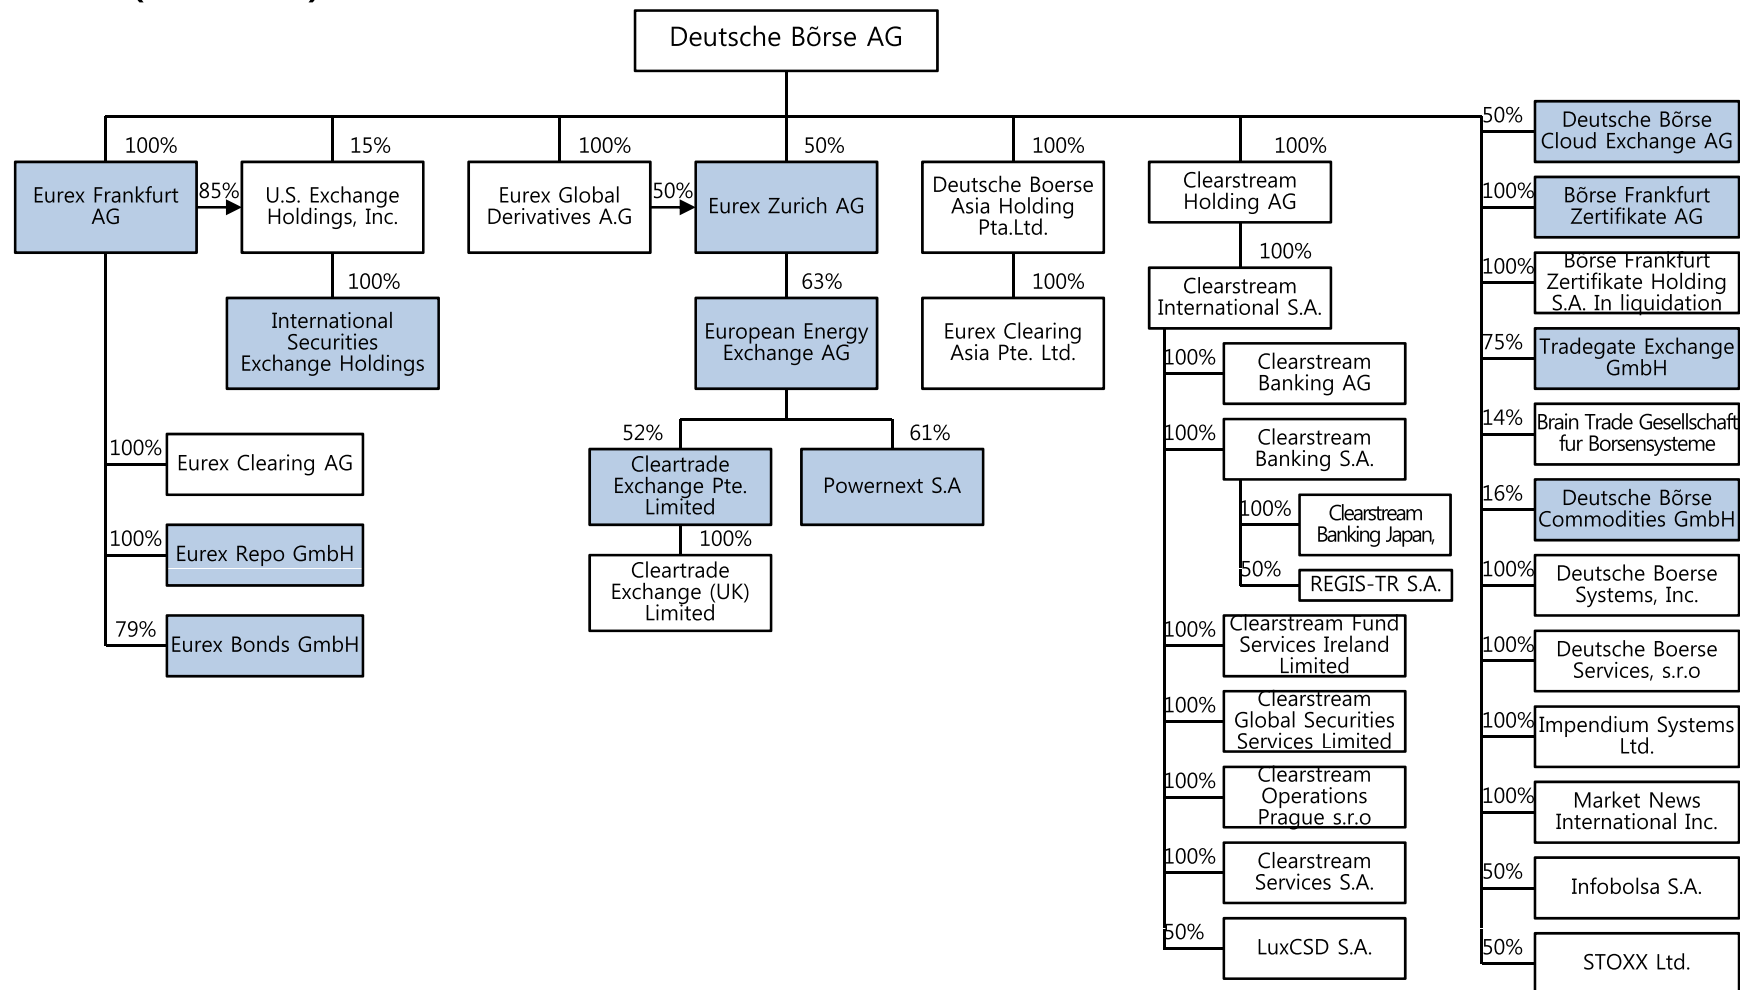 Deutsche Bõrse AG
100%
Eurex Frankfurt
AG
85%
15%
U.S. Exchange
Holdings, Inc.
100%
International
Securities
Exchange Holdings
100%
Eurex Clearing AG
100%
Eurex Repo GmbH
79%
Eurex Bonds GmbH
100%
Eurex Global
Derivatives A.G
50%
50%
Eurex Zurich AG
63%
European Energy
Exchange AG
52%
Cleartrade
Exchange Pte.
Limited
100%
Cleartrade
Exchange (UK)
Limited
61%
Powernext S.A
100%
Deutsche Boerse
Asia Holding
Pta.Ltd.
100%
Eurex Clearing
Asia Pte. Ltd.
100%
Clearstream
Holding AG
100%
Clearstream
International S.A.
100%
Clearstream
Banking AG
100%
Clearstream
Banking S.A.
100%
Clearstream
Banking Japan,
50%
REGIS-TR S.A.
100%
Clearstream Fund
Services Ireland
Limited
100%
Clearstream
Global Securities
Services Limited
100%
Clearstream
Operations
Prague s.r.o
100%
Clearstream
Services S.A.
50%
LuxCSD S.A.
50%
Deutsche Bõrse
Cloud Exchange AG
100%
Bõrse Frankfurt
Zertifikate AG
100%
Börse Frankfurt
Zertifikate Holding
S.A. In liquidation
75%
Tradegate Exchange
GmbH
14%
Brain Trade Gesellschaft
fur Borsensysteme
16%
Deutsche Bõrse
Commodities GmbH
100%
Deutsche Boerse
Systems, Inc.
100%
Deutsche Boerse
Services, s.r.o
100%
Impendium Systems
Ltd.
100%
Market News
International Inc.
50%
Infobolsa S.A.
50%
STOXX Ltd.